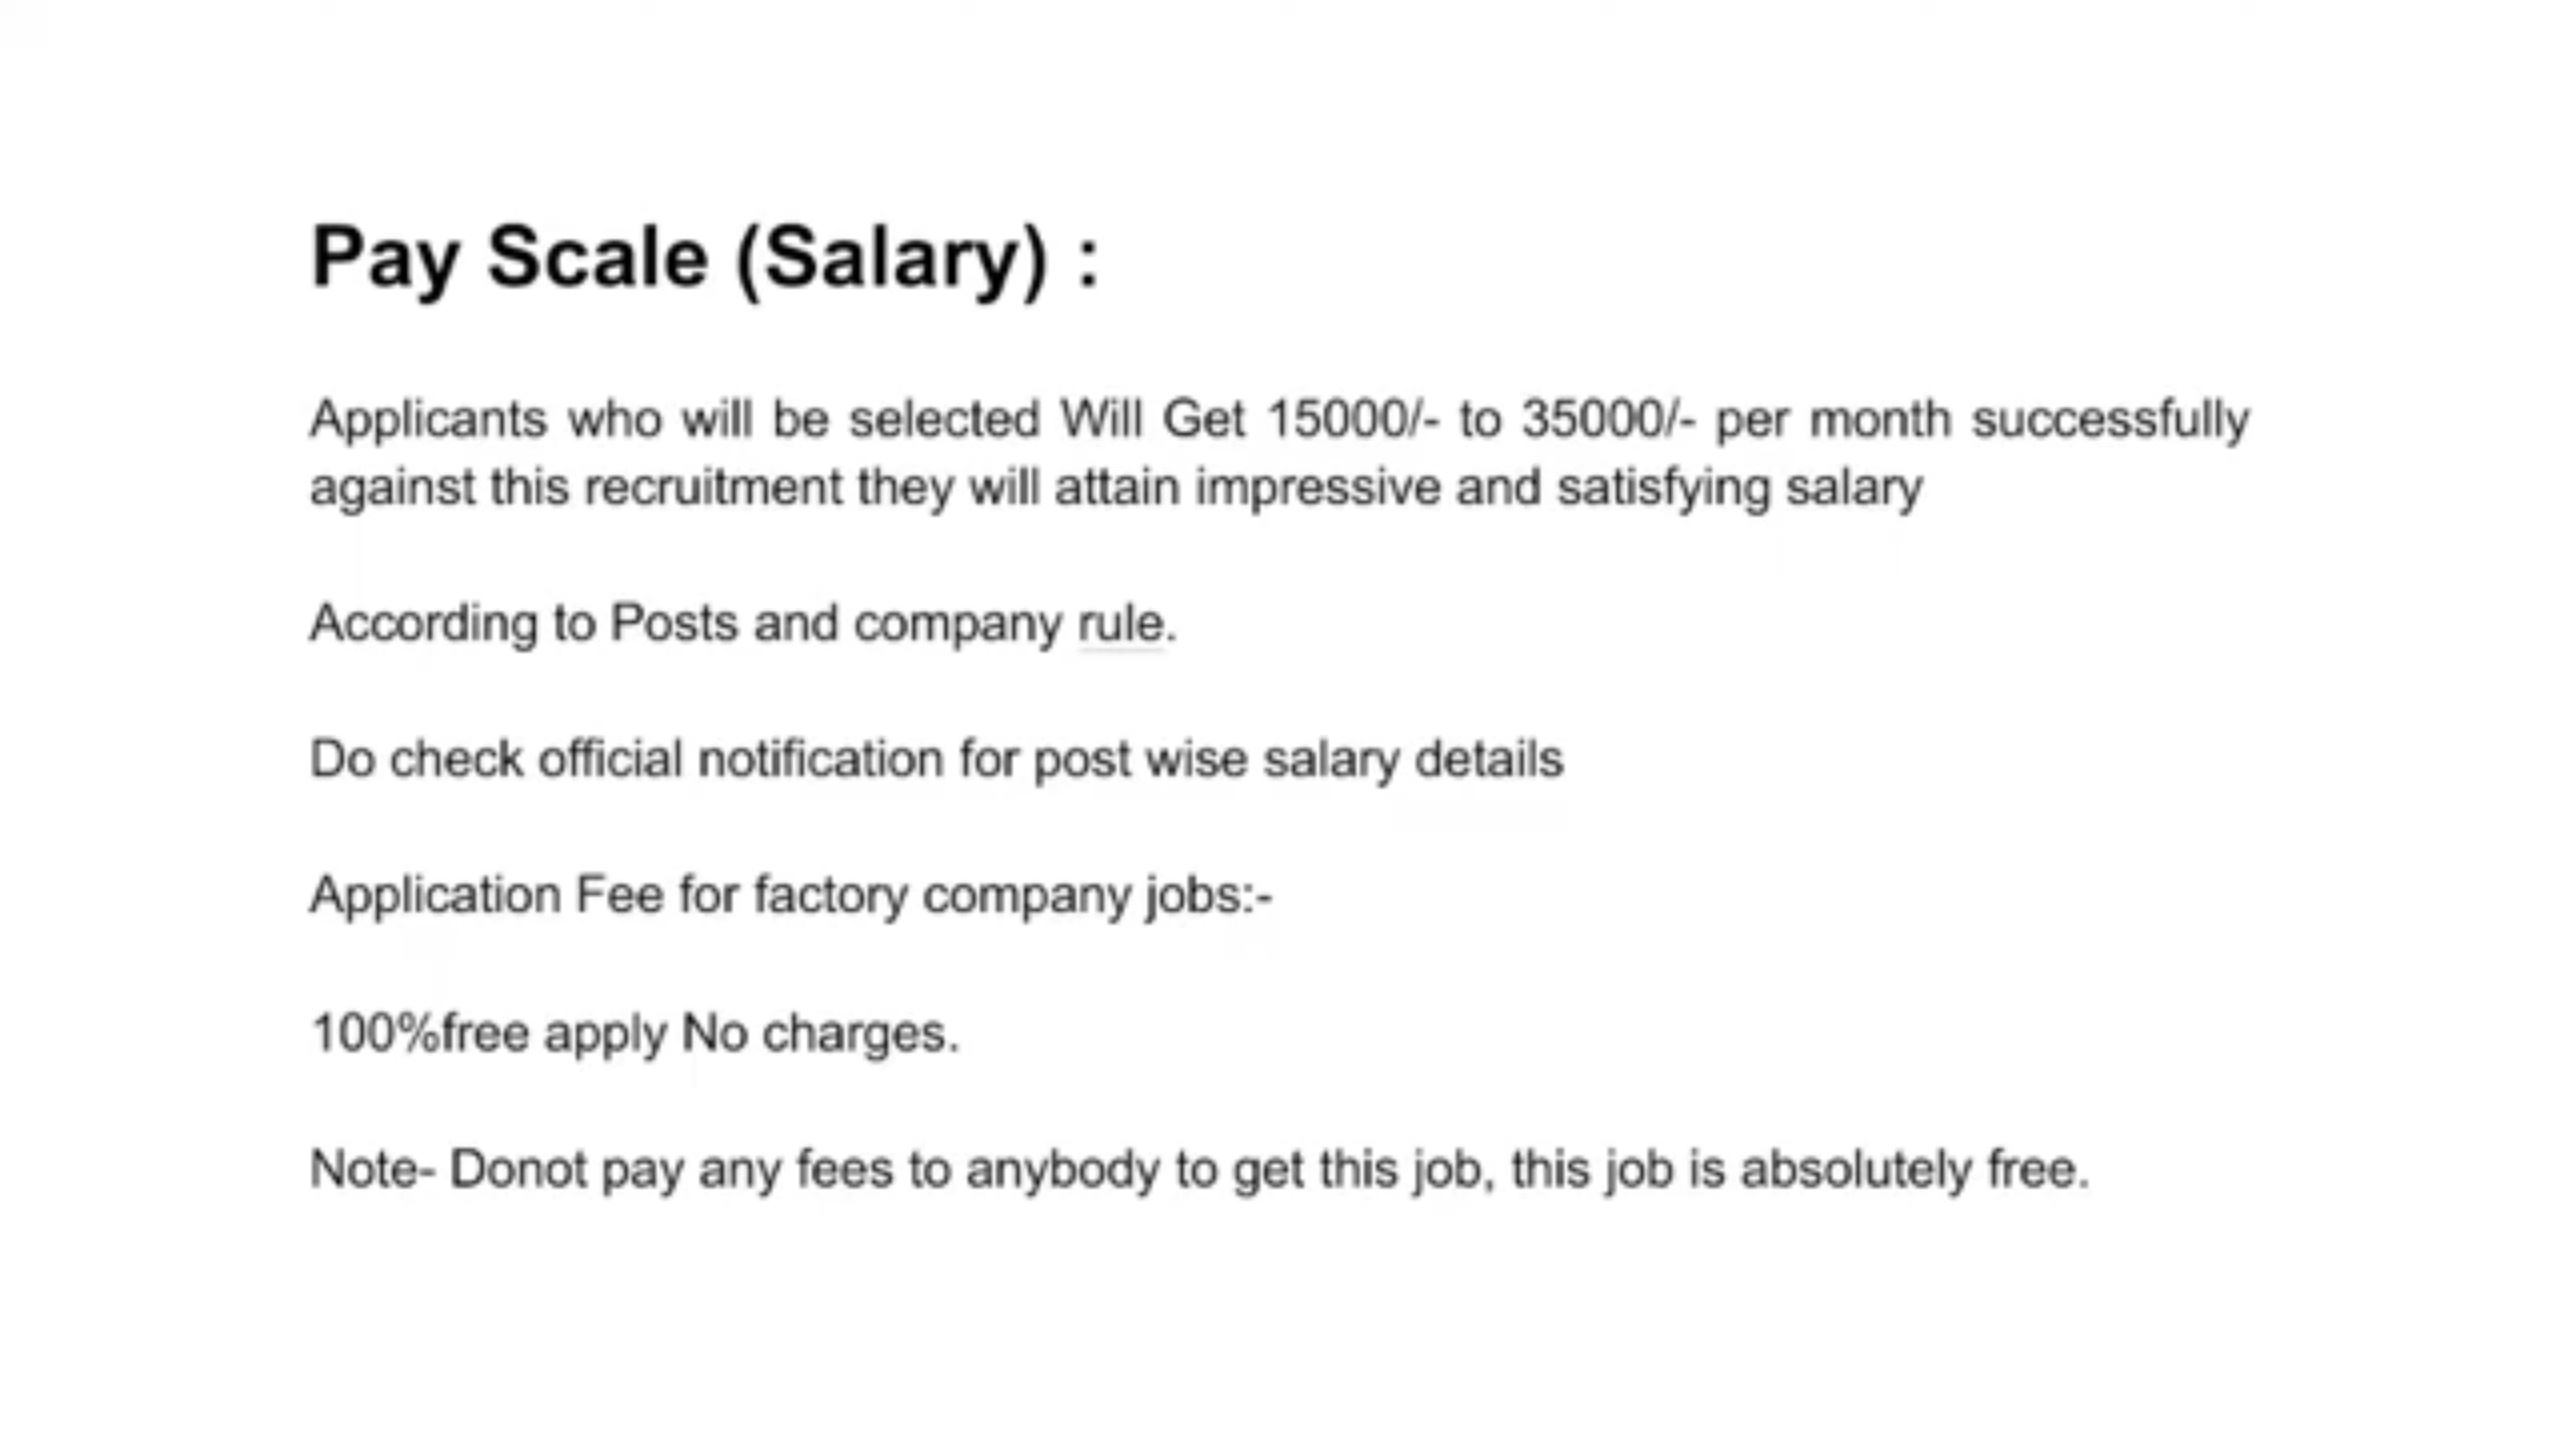 Pay Scale (Salary) :
Applicants who will be selected Will Get 15000/- to 35000/- per month successfully
against this recruitment they will attain impressive and satisfying salary
According to Posts and company rule.
Do check official notification for post wise salary details
Application Fee for factory company jobs:-
100%free apply No charges.
Note- Donot pay any fees to anybody to get this job, this job is absolutely free.